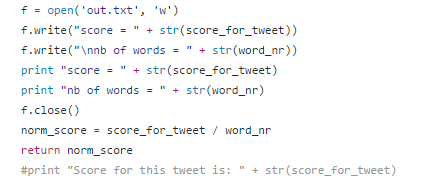 f = open('out.txt', 'w')
f.write("score = " + str(score_for_tweet))
f.write("\nnb of words = " + str(word_nr))
print "score = " + str(score_for_tweet)
print "nb of words = " + str(word_nr)
f.close()
norm_score = score_for_tweet / word_nr
return norm_score
#print "Score for this tweet is: " + str(score_for_tweet)